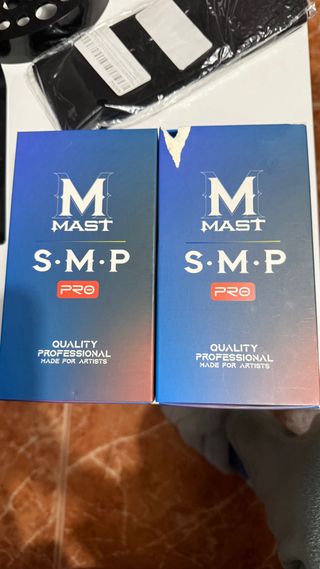 M
MAST
S·M·P
PRO
QUALITY
PROFESSIONAL
MADE FOR ARTISTS
M
MAST
S·M·P
PRO
QUALITY
PROFESSIONAL
MADE FOR ARTISTS